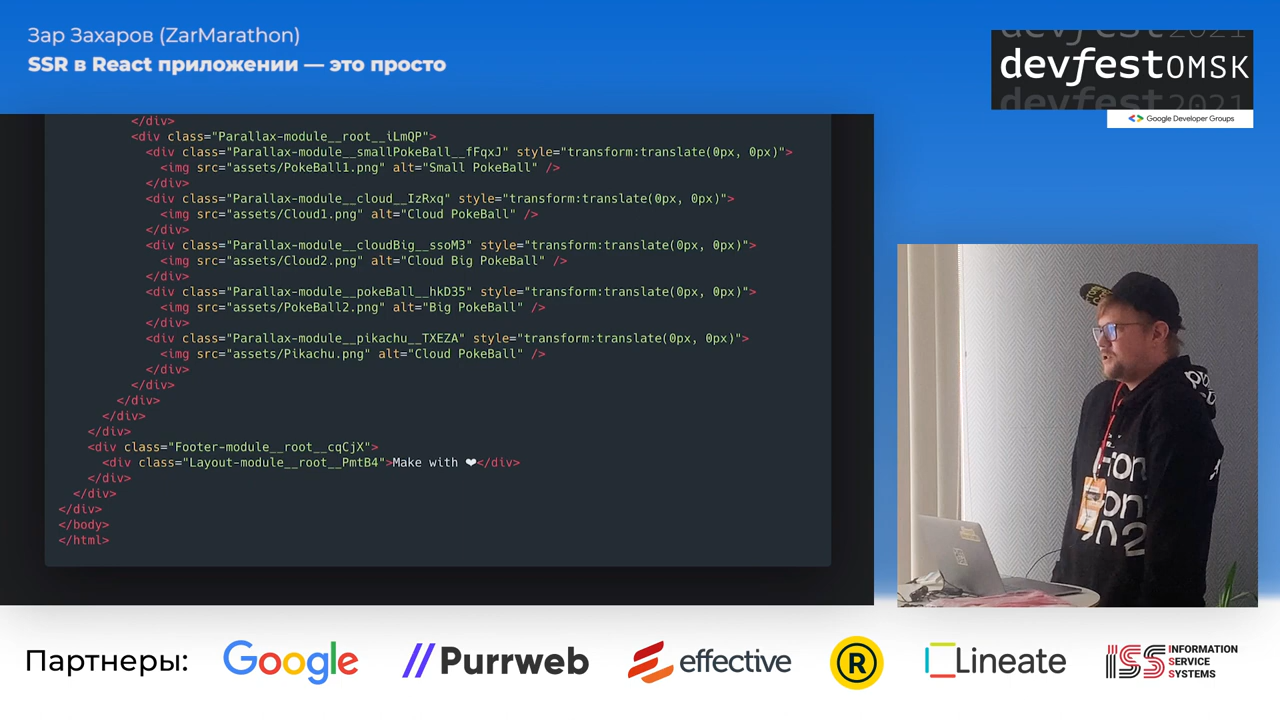 Зар Захаров (ZarMarathon)
SSR в React приложении — это просто
devfest 2021
devfest OMSK
devfest 2021
Google Developer Groups
</div>
<div class="Parallax-module__root__iLmQP">
<div class="Parallax-module__smallPokeBall__fFqxJ" style="transform:translate(0px, 0px)">
<img src="assets/PokeBall1.png" alt="Small PokeBall" />
</div>
<div class="Parallax-module__cloud__IzRxq" style="transform:translate(0px, 0px)">
<img src="assets/Cloud1.png" alt="Cloud PokeBall" />
</div>
<div class="Parallax-module__cloudBig__ssoM3" style="transform:translate(0px, 0px)">
<img src="assets/Cloud2.png" alt="Cloud Big PokeBall" />
</div>
<div class="Parallax-module__pokeBall__hkD35" style="transform:translate(0px, 0px)">
<img src="assets/PokeBall2.png" alt="Big PokeBall" />
</div>
<div class="Parallax-module__pikachu__TXEZA" style="transform:translate(0px, 0px)">
<img src="assets/Pikachu.png" alt="Cloud PokeBall" />
</div>
</div>
</div>
</div>
</div>
<div class="Footer-module__root__cqCjX">
<div class="Layout-module__root__PmtB4">Make with ❤</div>
</div>
</div>
</div>
</body>
</html>
Партнеры:
Google
Purrweb
effective
R
Lineate
ISS INFORMATION
SERVICE
SYSTEMS